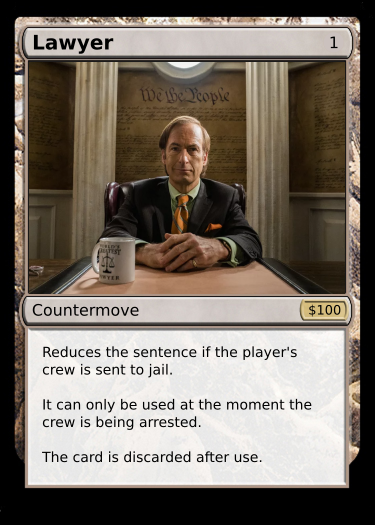 Lawyer 1
We the People
LAWYER
Countermove $100
Reduces the sentence if the player's
crew is sent to jail.
It can only be used at the moment the
crew is being arrested.
The card is discarded after use.